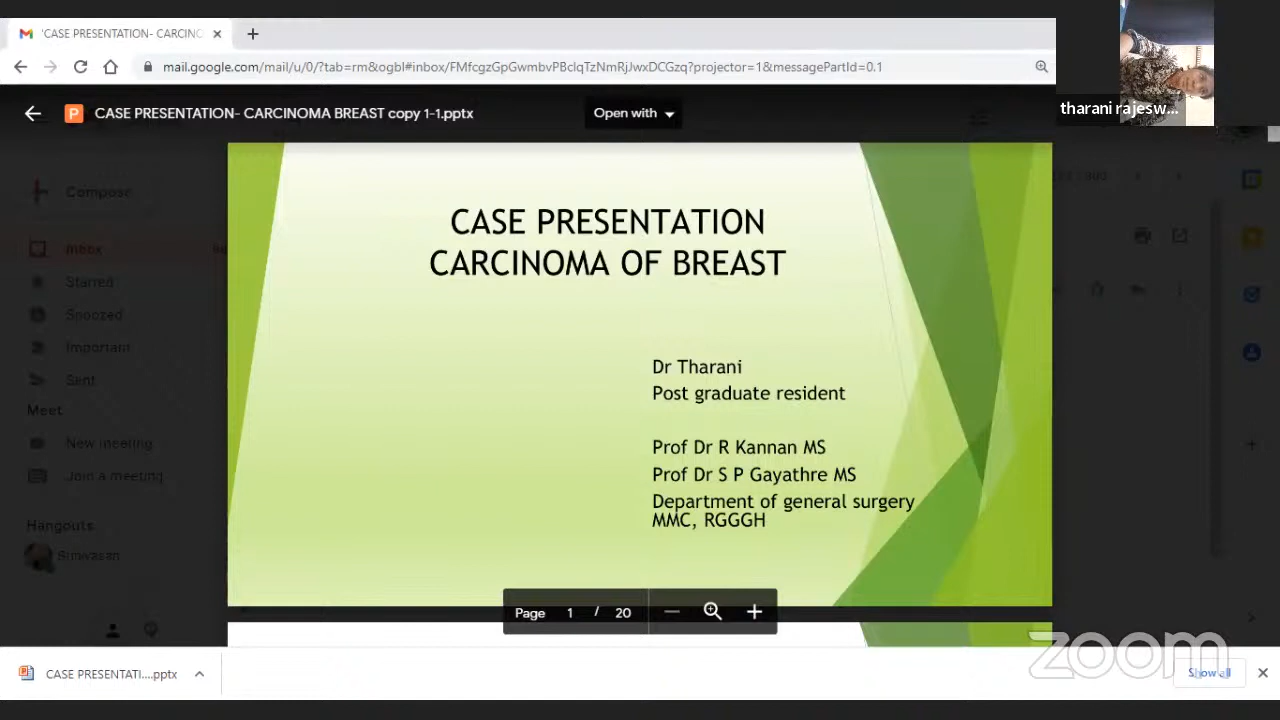 'CASE PRESENTATION- CARCINO
mail.google.com/mail/u/0/?tab=rm&ogbl#inbox/FMfcgzGpGwmbvPBclqTzNmRjJwxDCGzq?projector=1&messagePartId=0.1
tharani rajesw...
CASE PRESENTATION- CARCINOMA BREAST copy 1-1.pptx
Open with
Compose
Inbox
Starred
Snoozed
Important
Sent
Meet
New meeting
Join a meeting
Hangouts
CASE PRESENTATION
CARCINOMA OF BREAST
Dr Tharani
Post graduate resident
Prof Dr R Kannan MS
Prof Dr S P Gayathre MS
Department of general surgery
MMC, RGGGH
Page 1 / 20
zoom
CASE PRESENTATI....pptx
Show all